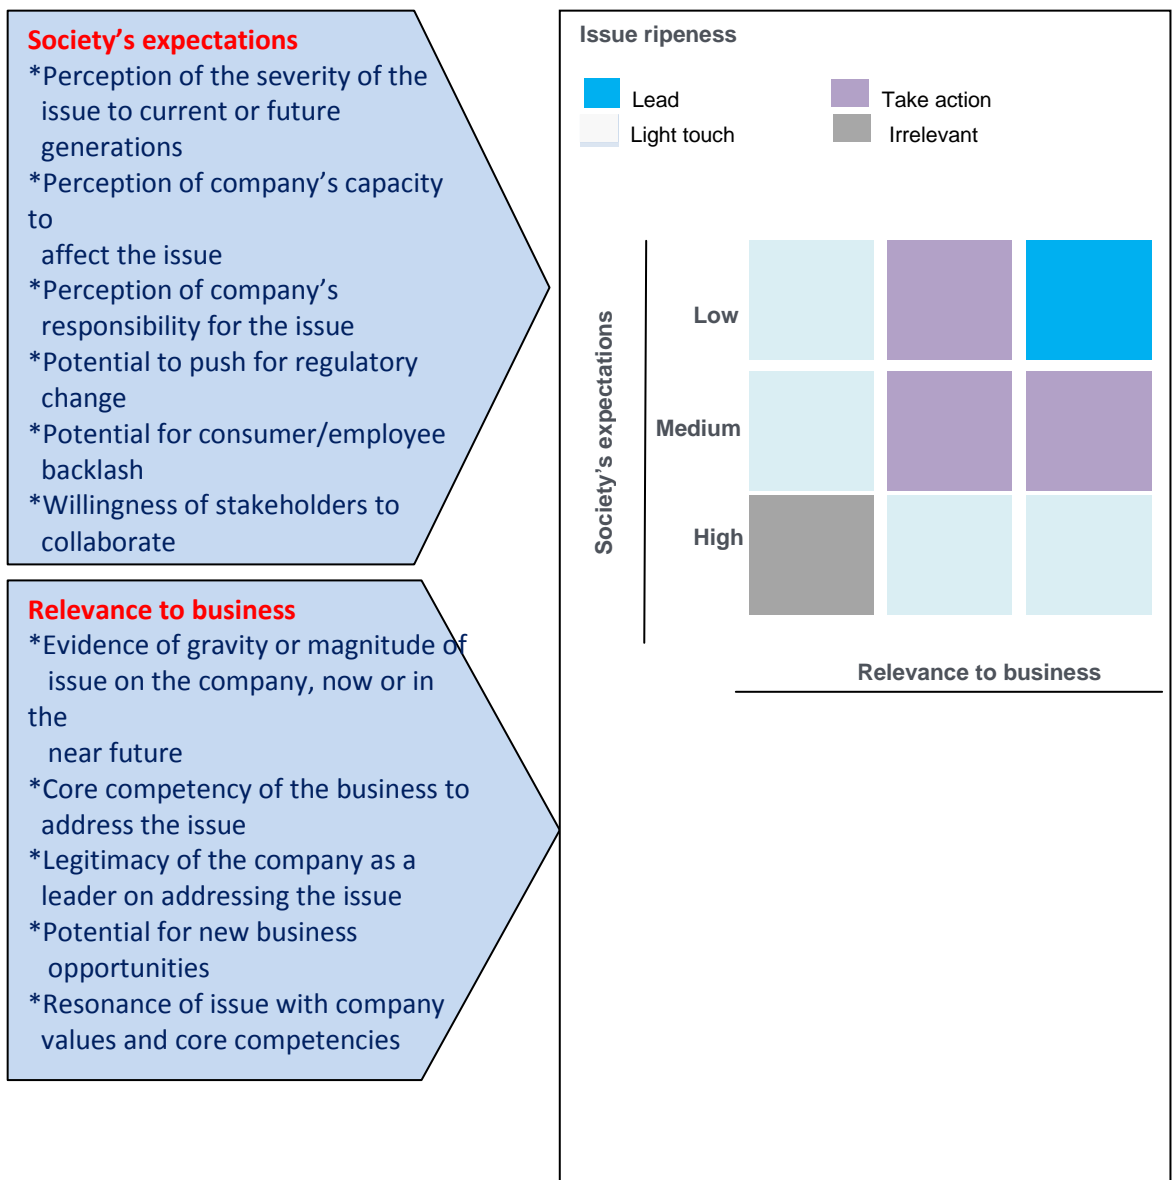 Society’s expectations
*Perception of the severity of the
issue to current or future
generations
*Perception of company’s capacity
to
affect the issue
*Perception of company’s
responsibility for the issue
*Potential to push for regulatory
change
*Potential for consumer/employee
backlash
*Willingness of stakeholders to
collaborate
Relevance to business
*Evidence of gravity or magnitude of
issue on the company, now or in
the
near future
*Core competency of the business to
address the issue
*Legitimacy of the company as a
leader on addressing the issue
*Potential for new business
opportunities
*Resonance of issue with company
values and core competencies
Issue ripeness
Lead
Take action
Light touch
Irrelevant
Society’s expectations
Low
Medium
High
Relevance to business